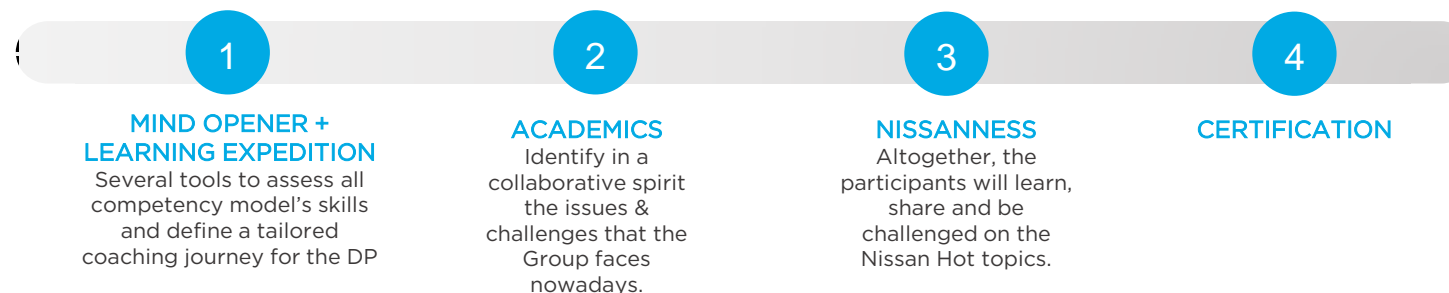 1
2
3
4
MIND OPENER +
LEARNING EXPEDITION
Several tools to assess all
competency model's skills
and define a tailored
coaching journey for the DP
ACADEMICS
Identify in a
collaborative spirit
the issues &
challenges that the
Group faces
nowadays.
NISSANNESS
Altogether, the
participants will learn,
share and be
challenged on the
Nissan Hot topics.
CERTIFICATION